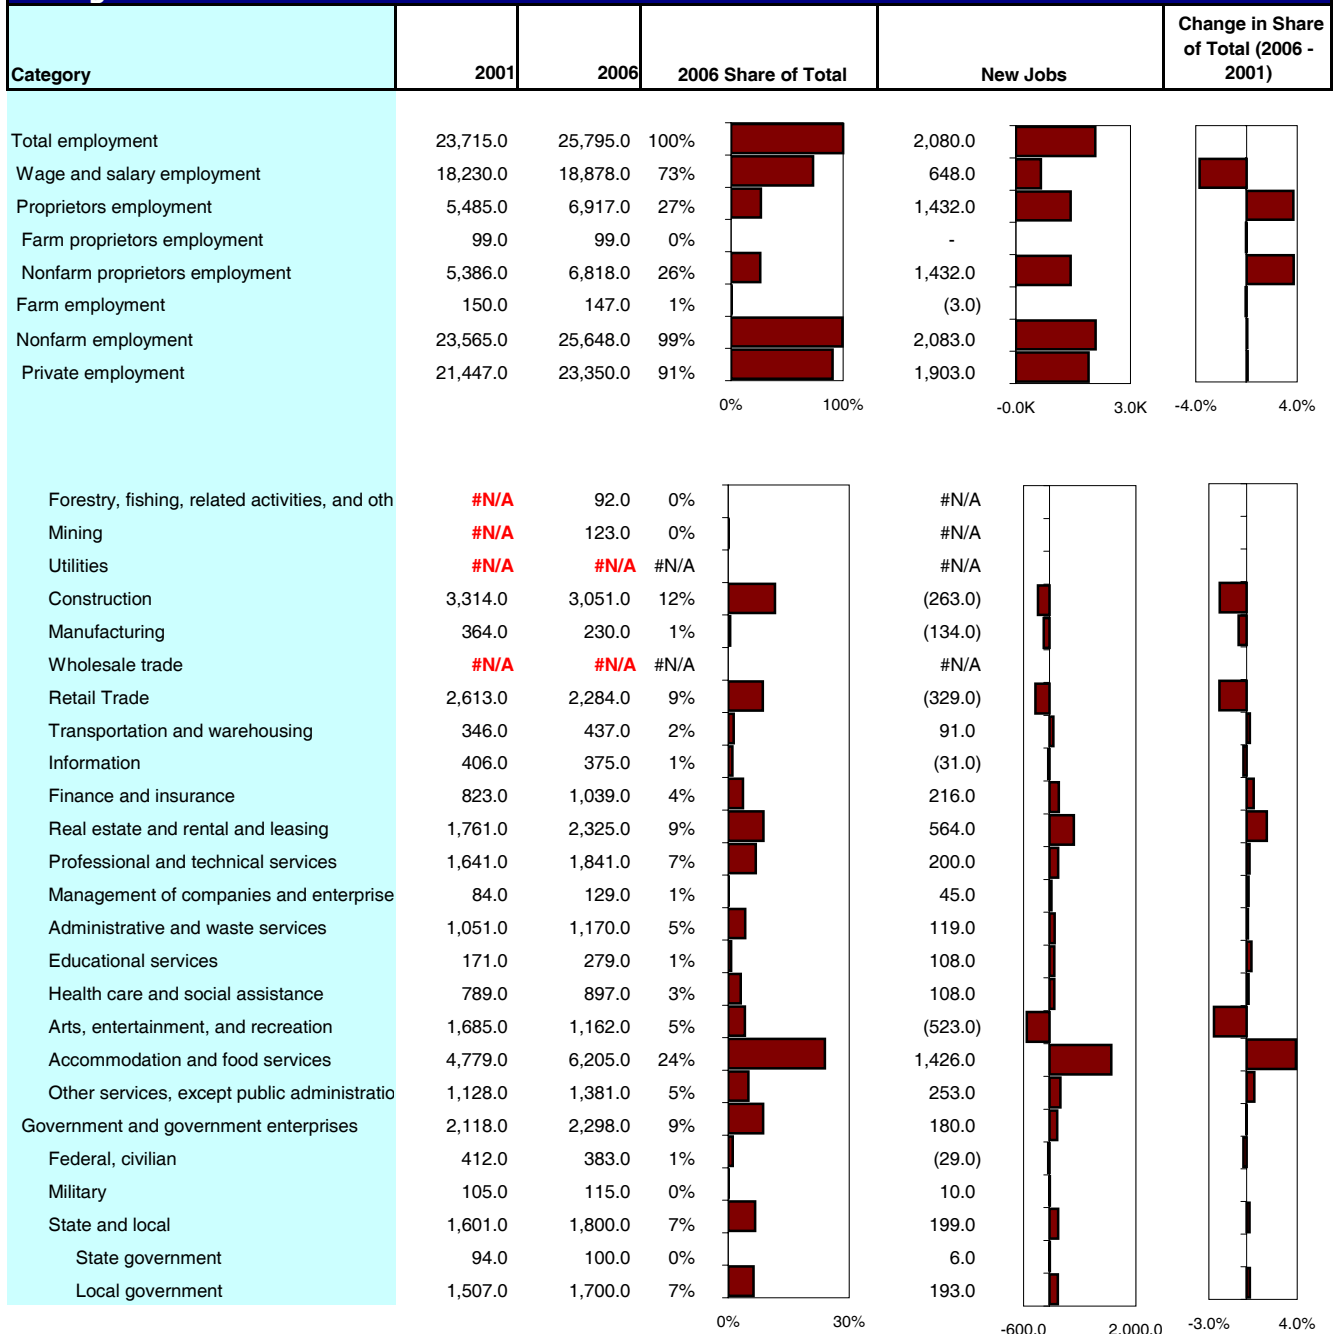 Change in Share
of Total (2006 -
2001)
Category 2001 2006 2006 Share of Total New Jobs
Total employment 23,715.0 25,795.0 100% 2,080.0
Wage and salary employment 18,230.0 18,878.0 73% 648.0
Proprietors employment 5,485.0 6,917.0 27% 1,432.0
Farm proprietors employment 99.0 99.0 0% -
Nonfarm proprietors employment 5,386.0 6,818.0 26% 1,432.0
Farm employment 150.0 147.0 1% (3.0)
Nonfarm employment 23,565.0 25,648.0 99% 2,083.0
Private employment 21,447.0 23,350.0 91% 1,903.0
0% 100% -0.0K 3.0K -4.0% 4.0%
Forestry, fishing, related activities, and oth #N/A 92.0 0% #N/A
Mining #N/A 123.0 0% #N/A
Utilities #N/A #N/A #N/A #N/A
Construction 3,314.0 3,051.0 12% (263.0)
Manufacturing 364.0 230.0 1% (134.0)
Wholesale trade #N/A #N/A #N/A #N/A
Retail Trade 2,613.0 2,284.0 9% (329.0)
Transportation and warehousing 346.0 437.0 2% 91.0
Information 406.0 375.0 1% (31.0)
Finance and insurance 823.0 1,039.0 4% 216.0
Real estate and rental and leasing 1,761.0 2,325.0 9% 564.0
Professional and technical services 1,641.0 1,841.0 7% 200.0
Management of companies and enterprise 84.0 129.0 1% 45.0
Administrative and waste services 1,051.0 1,170.0 5% 119.0
Educational services 171.0 279.0 1% 108.0
Health care and social assistance 789.0 897.0 3% 108.0
Arts, entertainment, and recreation 1,685.0 1,162.0 5% (523.0)
Accommodation and food services 4,779.0 6,205.0 24% 1,426.0
Other services, except public administratio 1,128.0 1,381.0 5% 253.0
Government and government enterprises 2,118.0 2,298.0 9% 180.0
Federal, civilian 412.0 383.0 1% (29.0)
Military 105.0 115.0 0% 10.0
State and local 1,601.0 1,800.0 7% 199.0
State government 94.0 100.0 0% 6.0
Local government 1,507.0 1,700.0 7% 193.0
0% 30% -600.0 2,000.0 -3.0% 4.0%